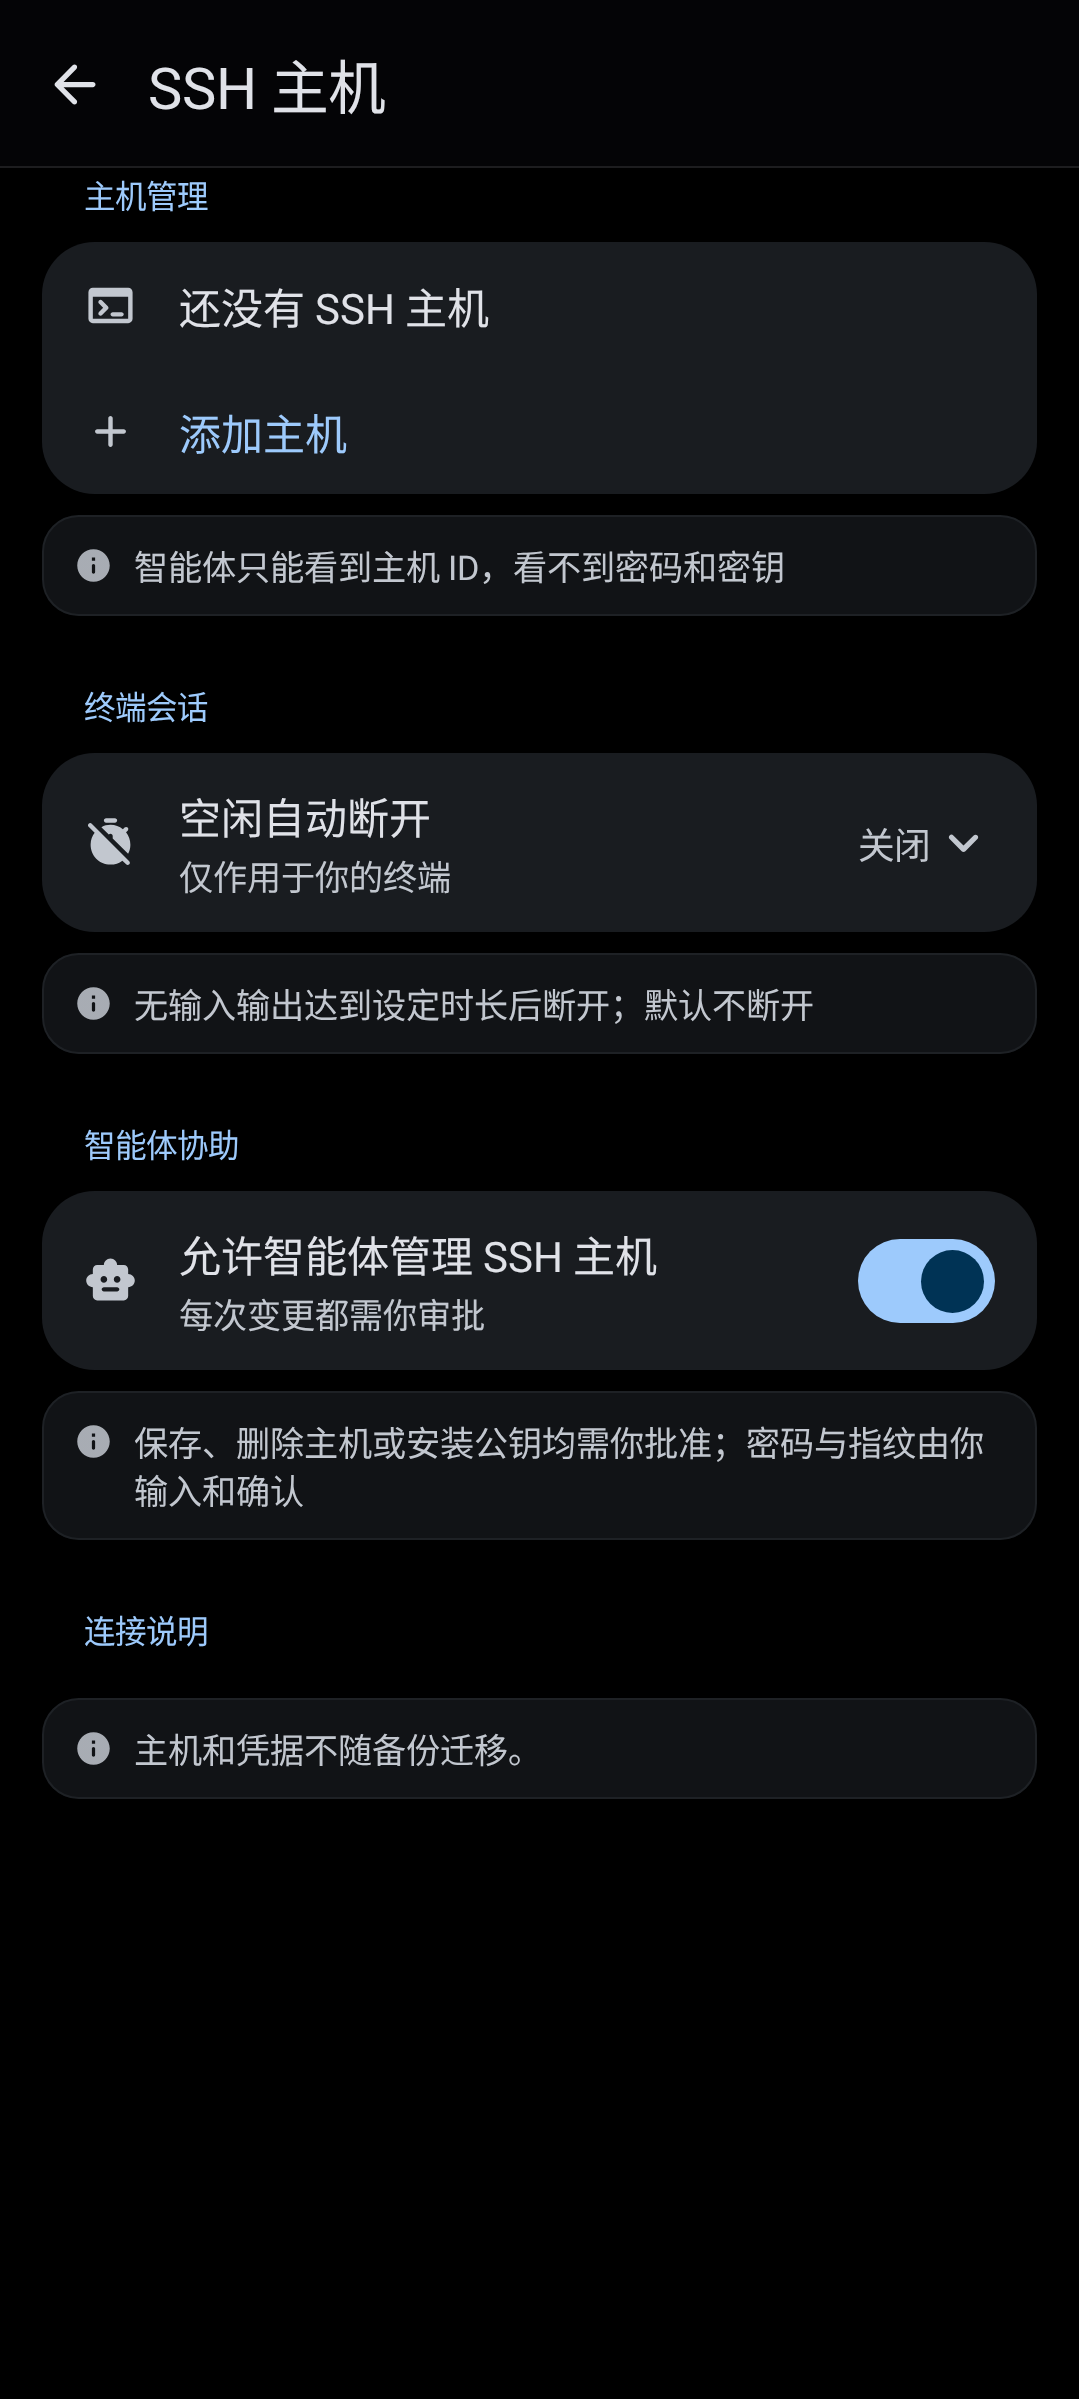 SSH 主机
主机管理
还没有 SSH 主机
添加主机
智能体只能看到主机 ID，看不到密码和密钥
终端会话
空闲自动断开
仅作用于你的终端
关闭
无输入输出达到设定时长后断开；默认不断开
智能体协助
允许智能体管理 SSH 主机
每次变更都需你审批
保存、删除主机或安装公钥均需你批准；密码与指纹由你
输入和确认
连接说明
主机和凭据不随备份迁移。